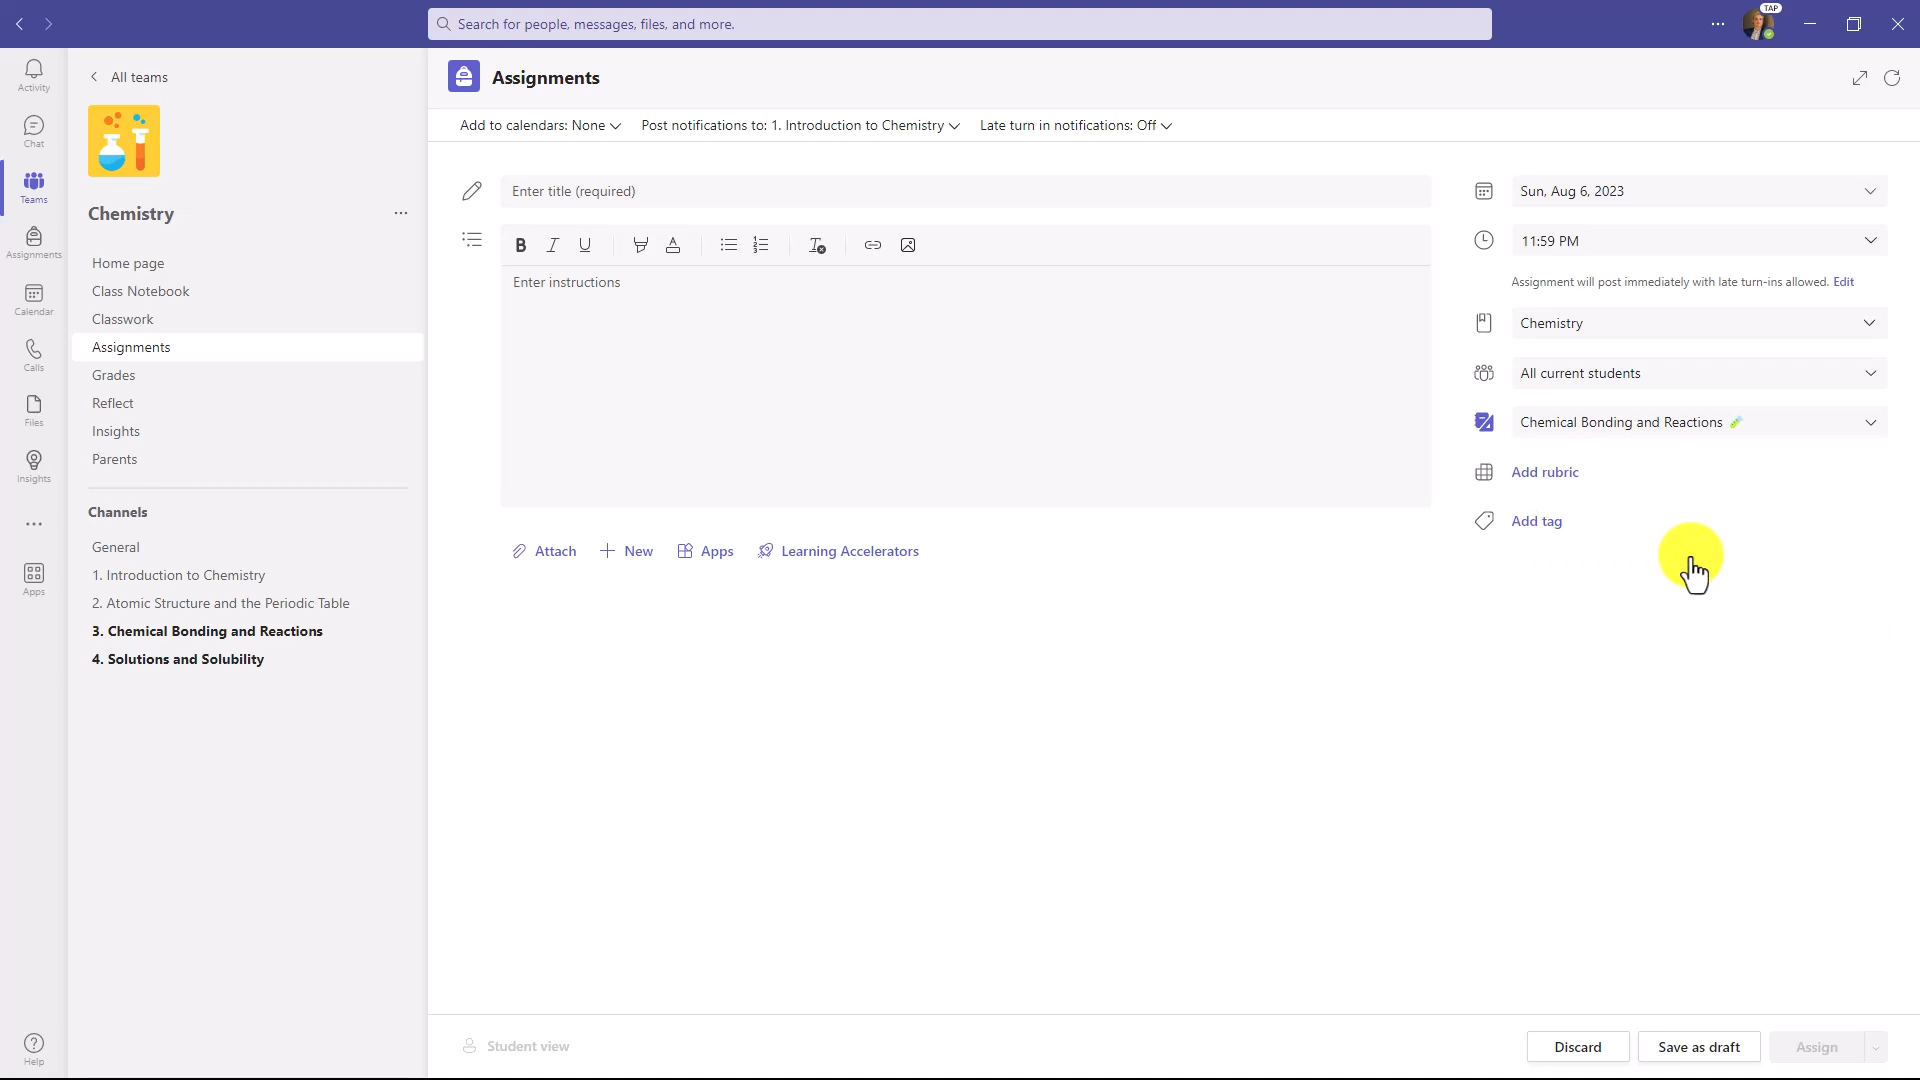 Search for people, messages, files, and more.
TAP
Activity
Chat
Teams
Assignments
Calendar
Calls
Files
Insights
Apps
Help
All teams
Chemistry
Home page
Class Notebook
Classwork
Assignments
Grades
Reflect
Insights
Parents
Channels
General
1. Introduction to Chemistry
2. Atomic Structure and the Periodic Table
3. Chemical Bonding and Reactions
4. Solutions and Solubility
Assignments
Add to calendars: None Post notifications to: 1. Introduction to Chemistry Late turn in notifications: Off
Enter title (required)
Enter instructions
Attach New Apps Learning Accelerators
Sun, Aug 6, 2023
11:59 PM
Assignment will post immediately with late turn-ins allowed. Edit
Chemistry
All current students
Chemical Bonding and Reactions 🧪
Add rubric
Add tag
Student view
Discard Save as draft Assign